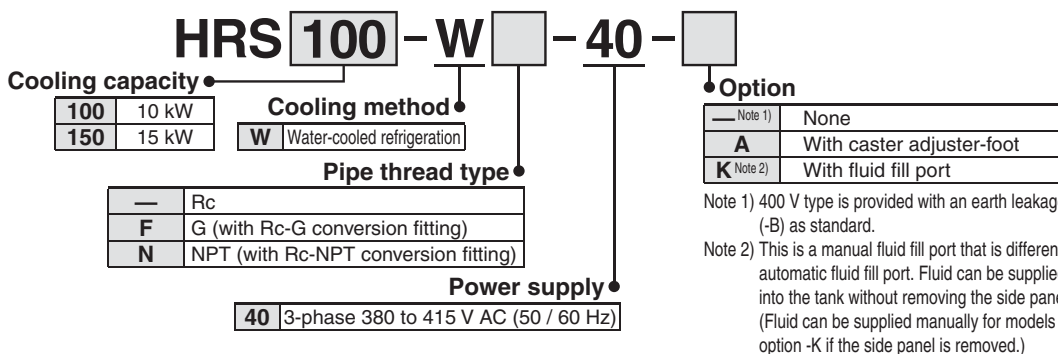 HRS 100 - W - 40 -
Cooling capacity
100 10 kW
150 15 kW
Cooling method
W Water-cooled refrigeration
Pipe thread type
— Rc
F G (with Rc-G conversion fitting)
N NPT (with Rc-NPT conversion fitting)
Power supply
40 3-phase 380 to 415 V AC (50 / 60 Hz)
Option
— Note 1) None
A With caster adjuster-foot
K Note 2) With fluid fill port
Note 1) 400 V type is provided with an earth leakag
(-B) as standard.
Note 2) This is a manual fluid fill port that is differen
automatic fluid fill port. Fluid can be supplie
into the tank without removing the side pane
(Fluid can be supplied manually for models
option -K if the side panel is removed.)